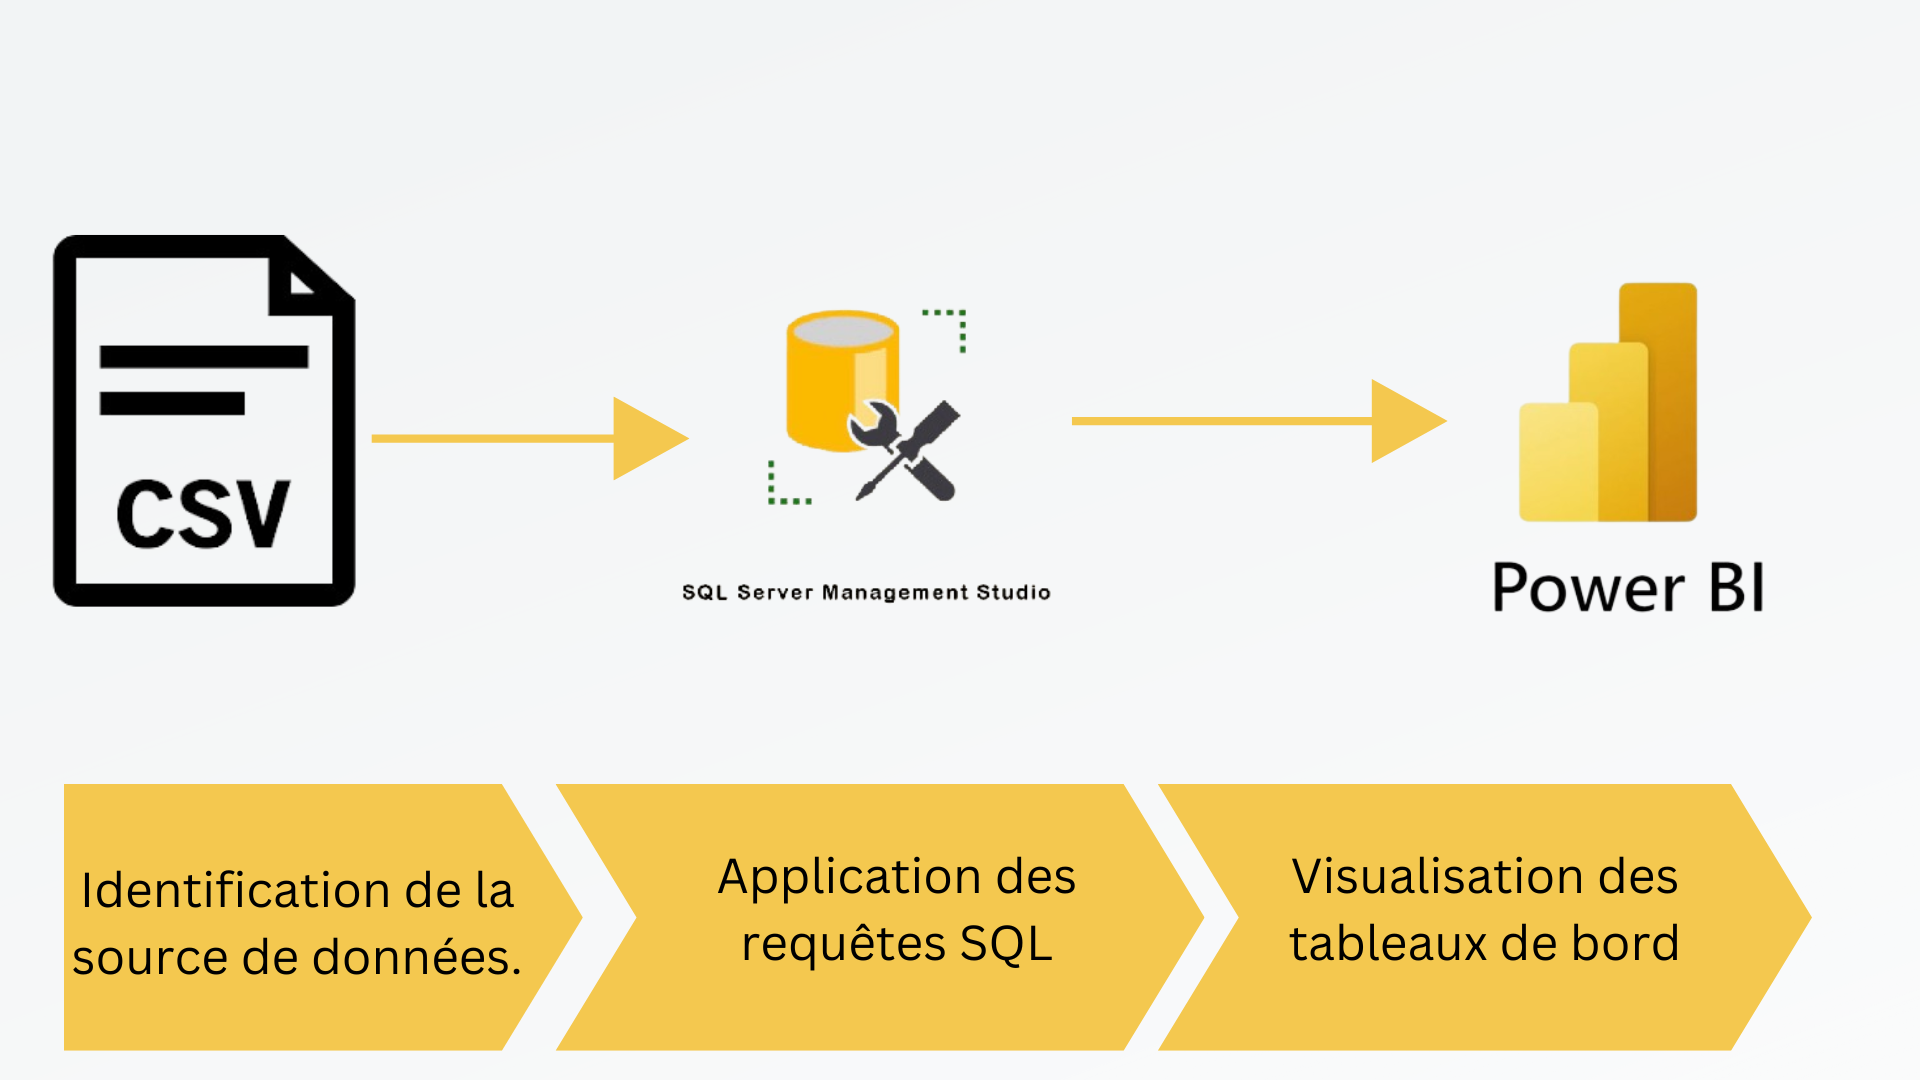 CSV
SQL Server Management Studio
Power BI
Identification de la
source de données.
Application des
requêtes SQL
Visualisation des
tableaux de bord